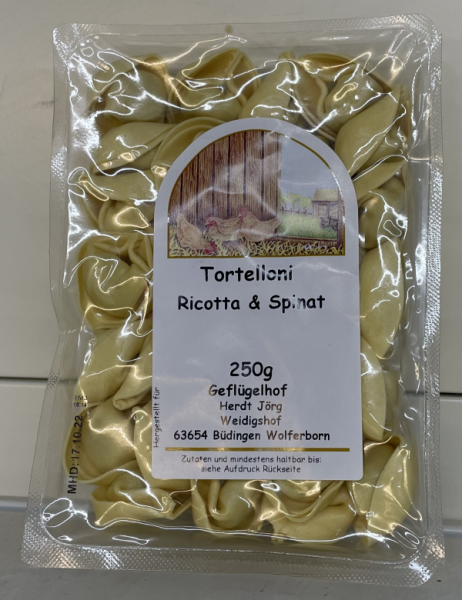 Tortelloni
Ricotta & Spinat
250g
Geflügelhof
Herdt Jörg
Weidigshof
63654 Büdingen Wolferborn
Hergestellt für
Zutaten und mindestens haltbar bis:
siehe Aufdruck Rückseite
MHD:17.10.22